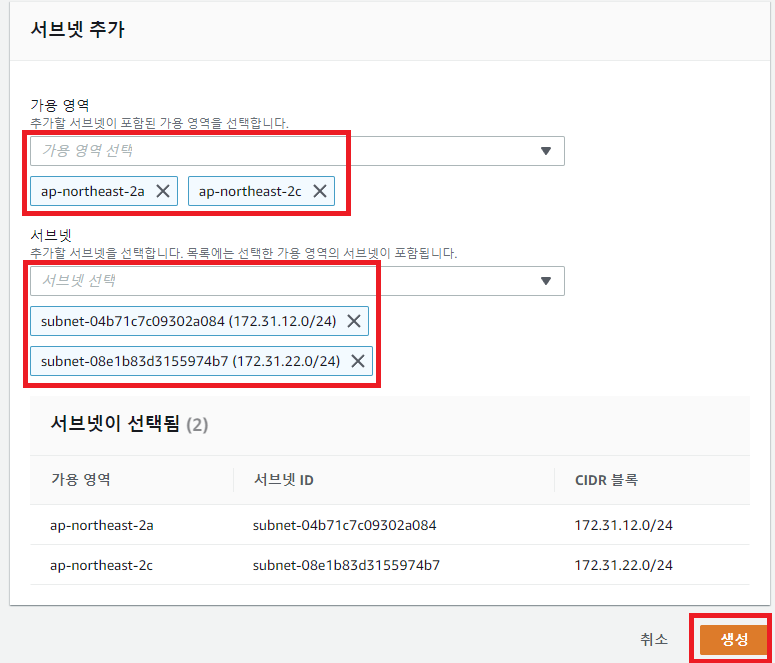 서브넷 추가
가용 영역
추가할 서브넷이 포함된 가용 영역을 선택합니다.
가용 영역 선택
ap-northeast-2a ap-northeast-2c
서브넷
추가할 서브넷을 선택합니다. 목록에는 선택한 가용 영역의 서브넷이 포함됩니다.
서브넷 선택
subnet-04b71c7c09302a084 (172.31.12.0/24)
subnet-08e1b83d3155974b7 (172.31.22.0/24)
서브넷이 선택됨 (2)
가용 영역 서브넷 ID CIDR 블록
ap-northeast-2a subnet-04b71c7c09302a084 172.31.12.0/24
ap-northeast-2c subnet-08e1b83d3155974b7 172.31.22.0/24
취소 생성